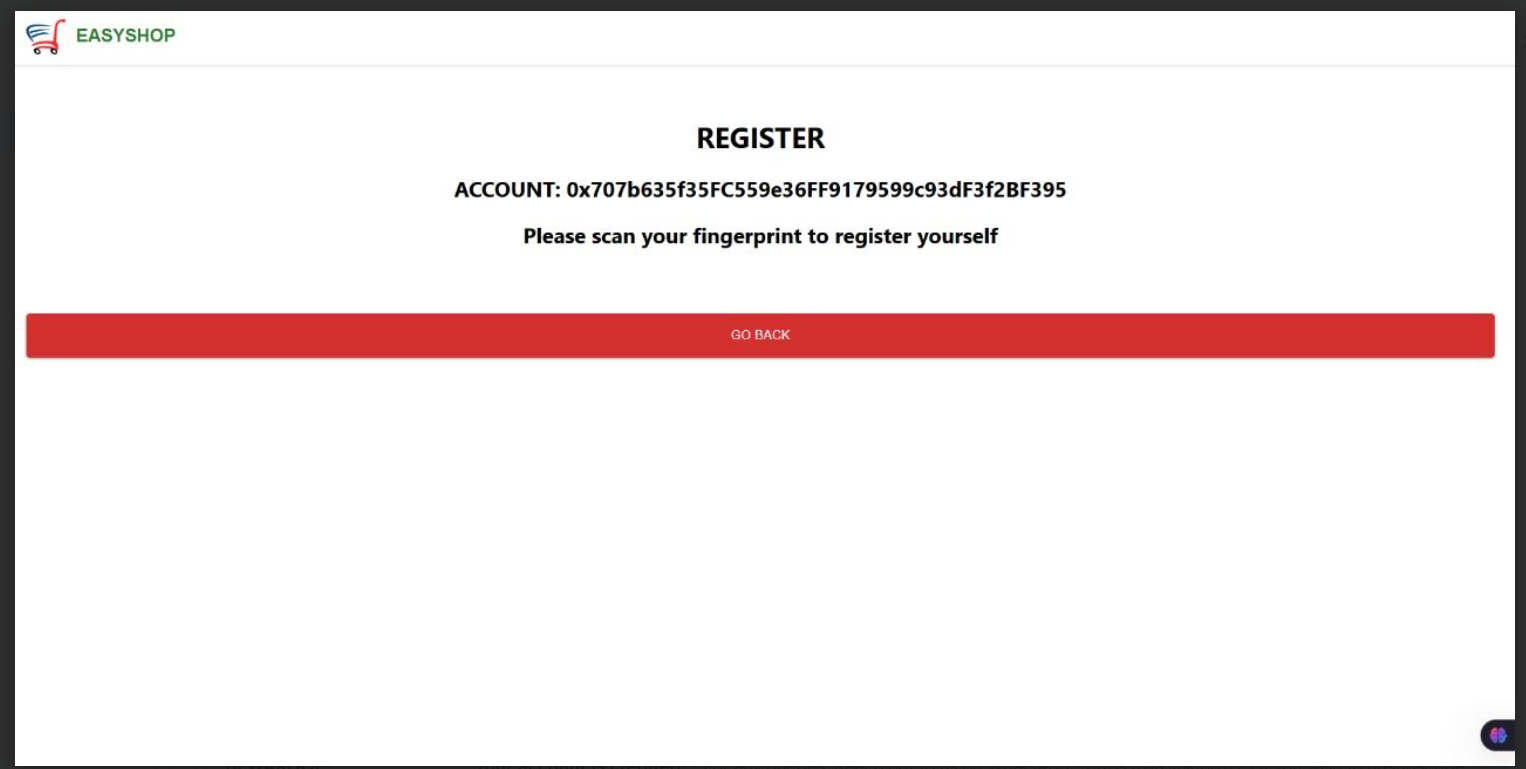 EASYSHOP
REGISTER
ACCOUNT: 0x707b635f35FC559e36FF9179599c93dF3f2BF395
Please scan your fingerprint to register yourself
GO BACK